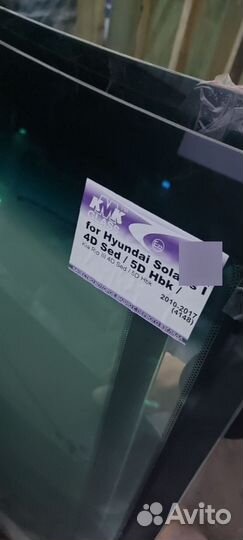 KMK
GLASS
for Hyundai Sola s I
4D Sed / 5D Hbk /
Kia Rio III 4D Sed / 5D Hbk
2010-2017
(4148)
Avito